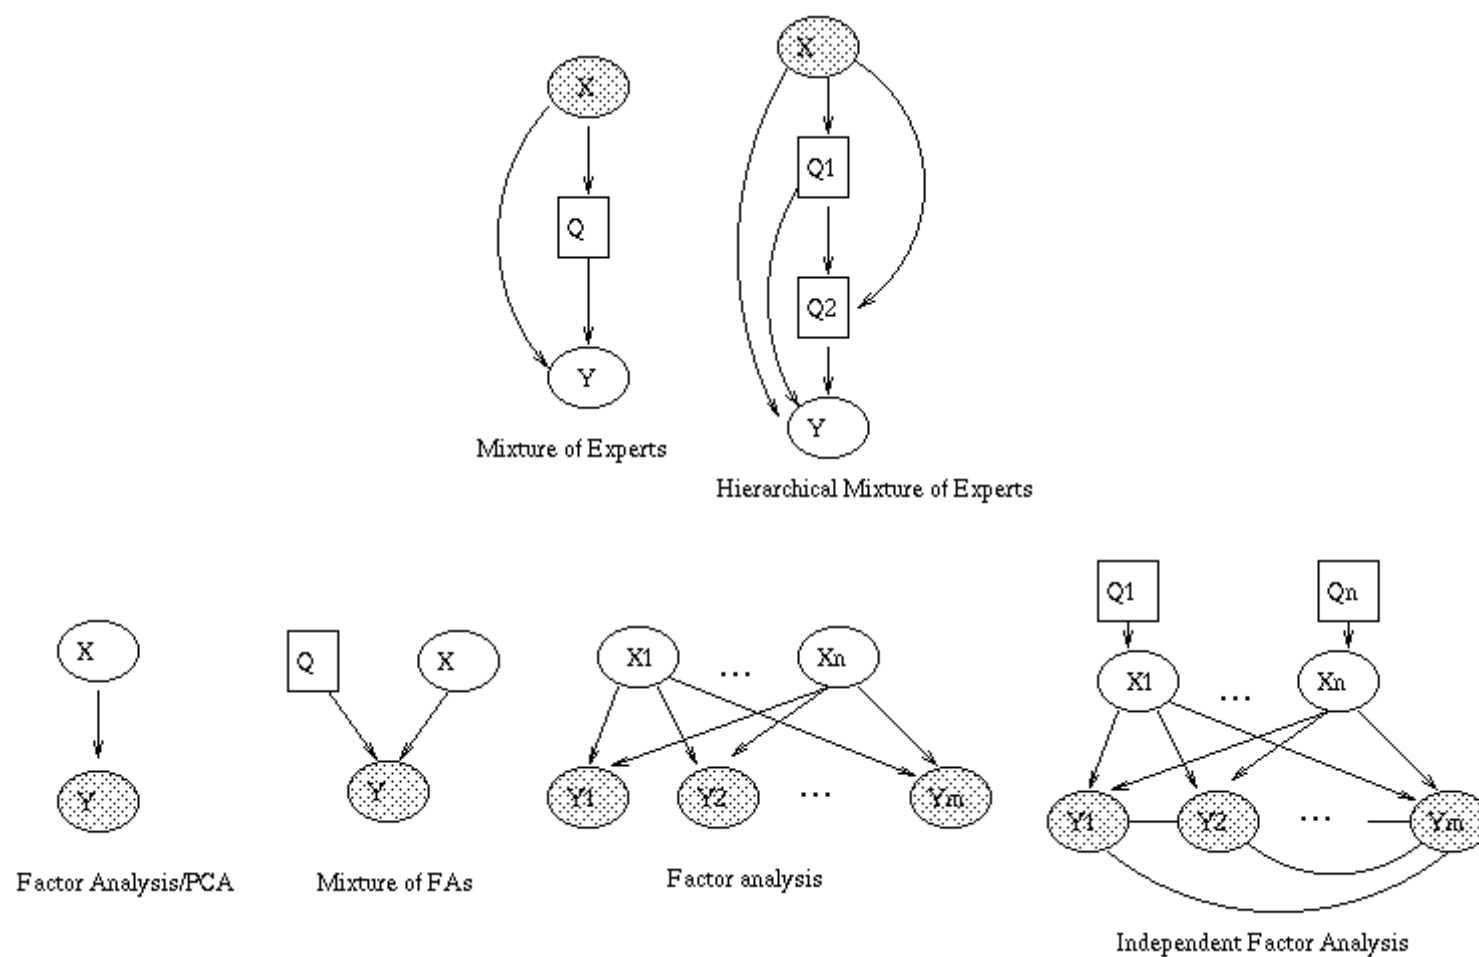 X
Q
Y
Mixture of Experts
X
Q1
Q2
Y
Hierarchical Mixture of Experts
X
Y
Factor Analysis/PCA
Q X
Y
Mixture of FAs
X1 ... Xn
Y1 Y2 ... Ym
Factor analysis
Q1 Qn
X1 ... Xn
Y1 Y2 ... Ym
Independent Factor Analysis